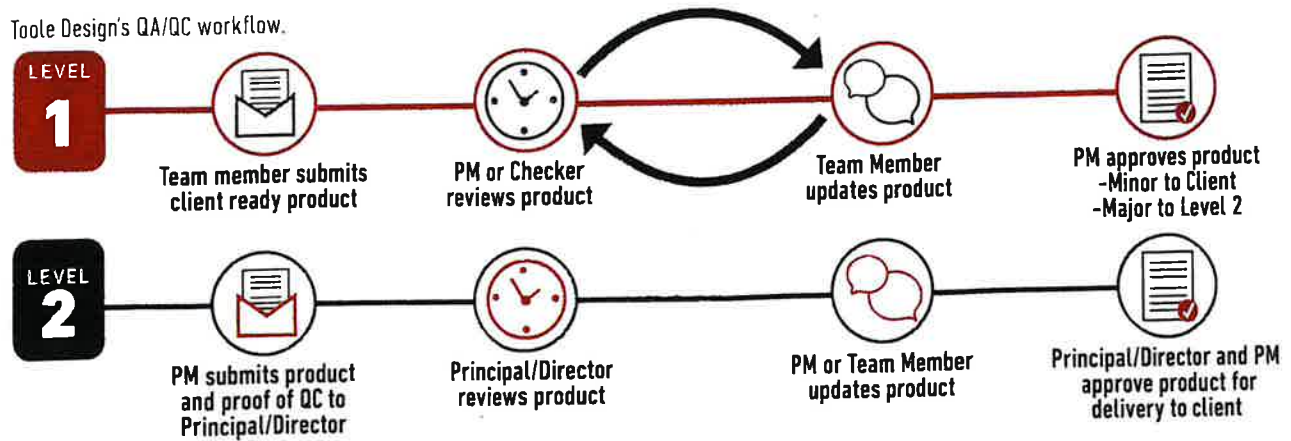 Toole Design's QA/QC workflow.
LEVEL
1
Team member submits
client ready product
PM or Checker
reviews product
Team Member
updates product
PM approves product
-Minor to Client
-Major to Level 2
LEVEL
2
PM submits product
and proof of QC to
Principal/Director
Principal/Director
reviews product
PM or Team Member
updates product
Principal/Director and PM
approve product for
delivery to client